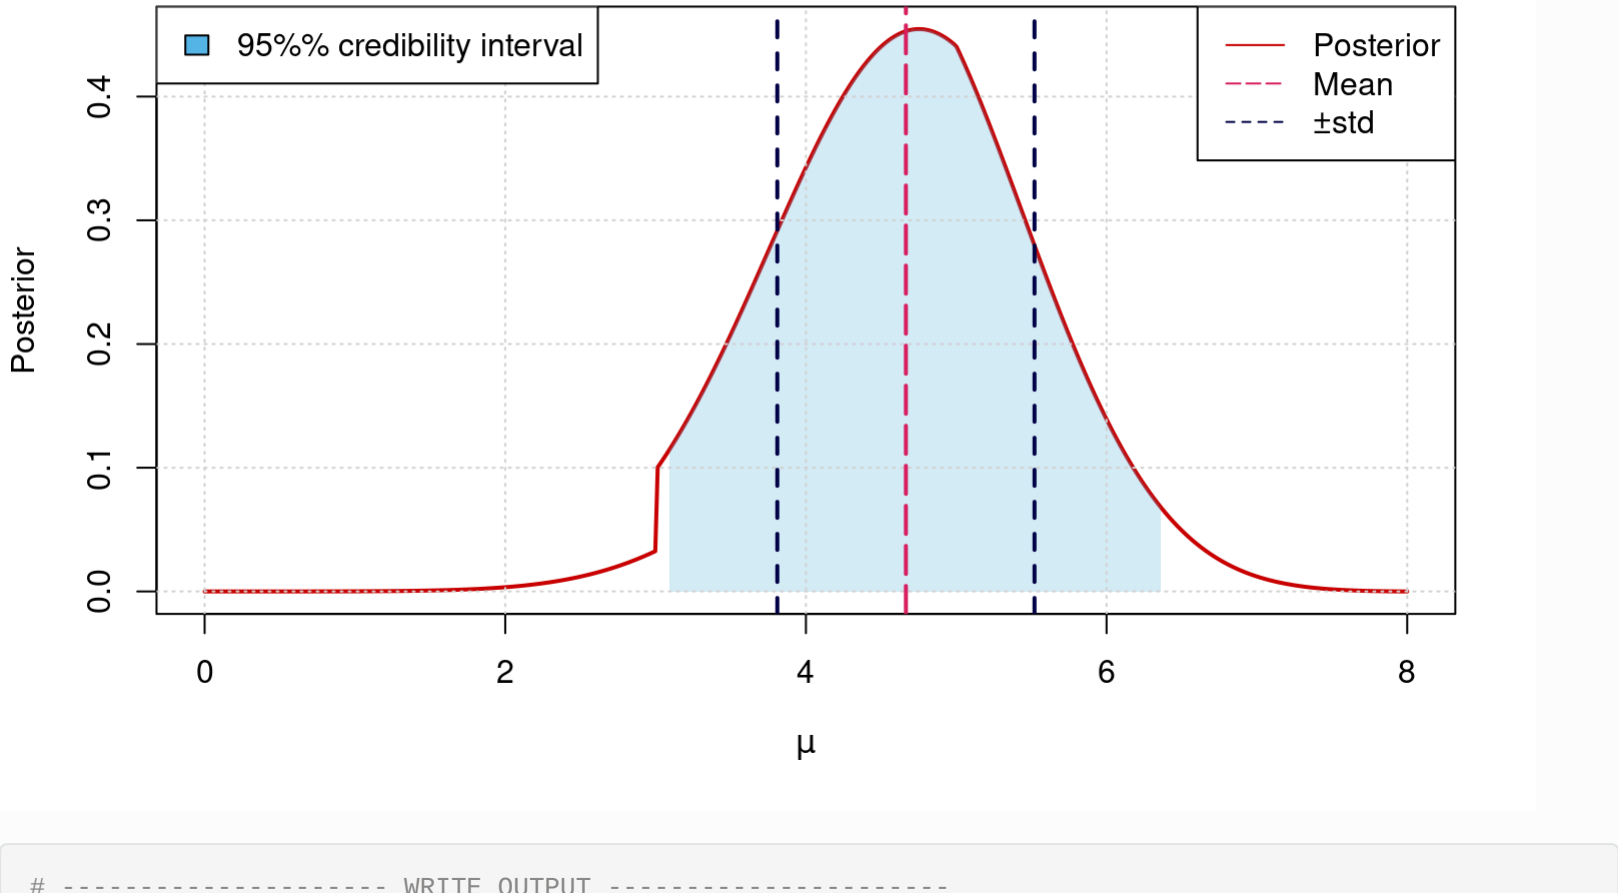 95%% credibility interval
Posterior
Mean
±std
Posterior
0.4
0.3
0.2
0.1
0.0
0 2 4 6 8
μ
# --------------------- WRITE OUTPUT ----------------------